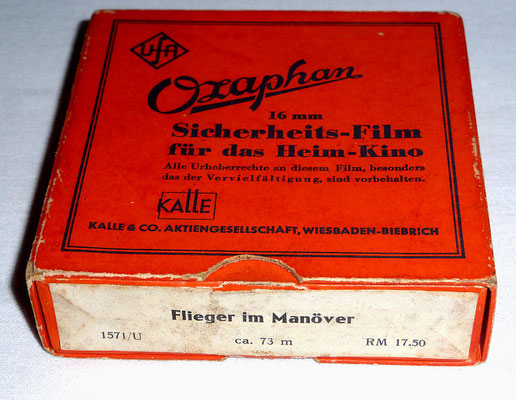 UFA
Ozaphan
16 mm
Sicherheits-Film
für das Heim-Kino
Alle Urheberrechte an diesem Film, besonders
das der Vervielfältigung, sind vorbehalten.
KALLE
KALLE & CO. AKTIENGESELLSCHAFT, WIESBADEN-BIEBRICH
Flieger im Manöver
1571/U ca. 73 m RM 17.50